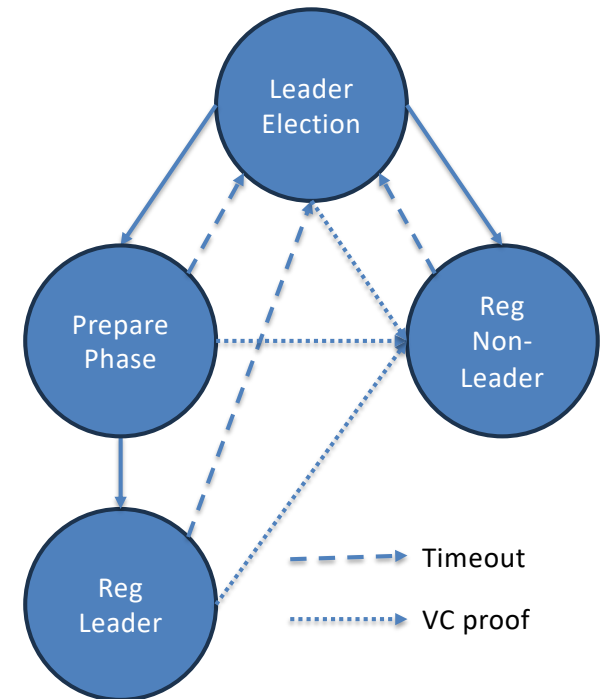 Leader
Election
Prepare
Phase
Reg
Non-
Leader
Reg
Leader
Timeout
VC proof